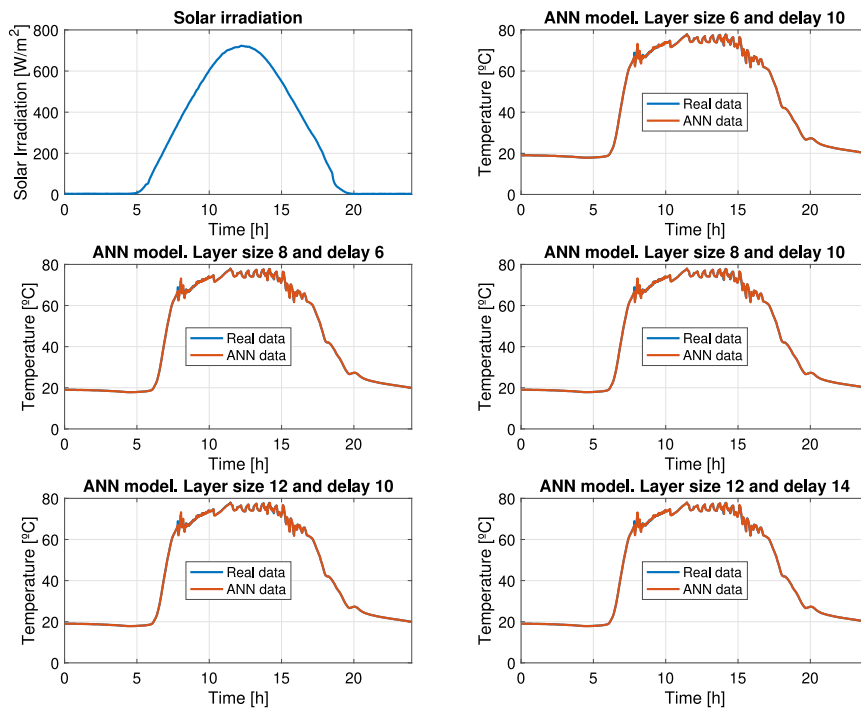 Solar irradiation
Solar Irradiation [W/m²]
800
600
400
200
0
0 5 10 15 20
Time [h]
ANN model. Layer size 6 and delay 10
Temperature [ºC]
80
60
40
20
0
Real data
ANN data
0 5 10 15 20
Time [h]
ANN model. Layer size 8 and delay 6
Temperature [ºC]
80
60
40
20
0
Real data
ANN data
0 5 10 15 20
Time [h]
ANN model. Layer size 8 and delay 10
Temperature [ºC]
80
60
40
20
0
Real data
ANN data
0 5 10 15 20
Time [h]
ANN model. Layer size 12 and delay 10
Temperature [ºC]
80
60
40
20
0
Real data
ANN data
0 5 10 15 20
Time [h]
ANN model. Layer size 12 and delay 14
Temperature [ºC]
80
60
40
20
0
Real data
ANN data
0 5 10 15 20
Time [h]